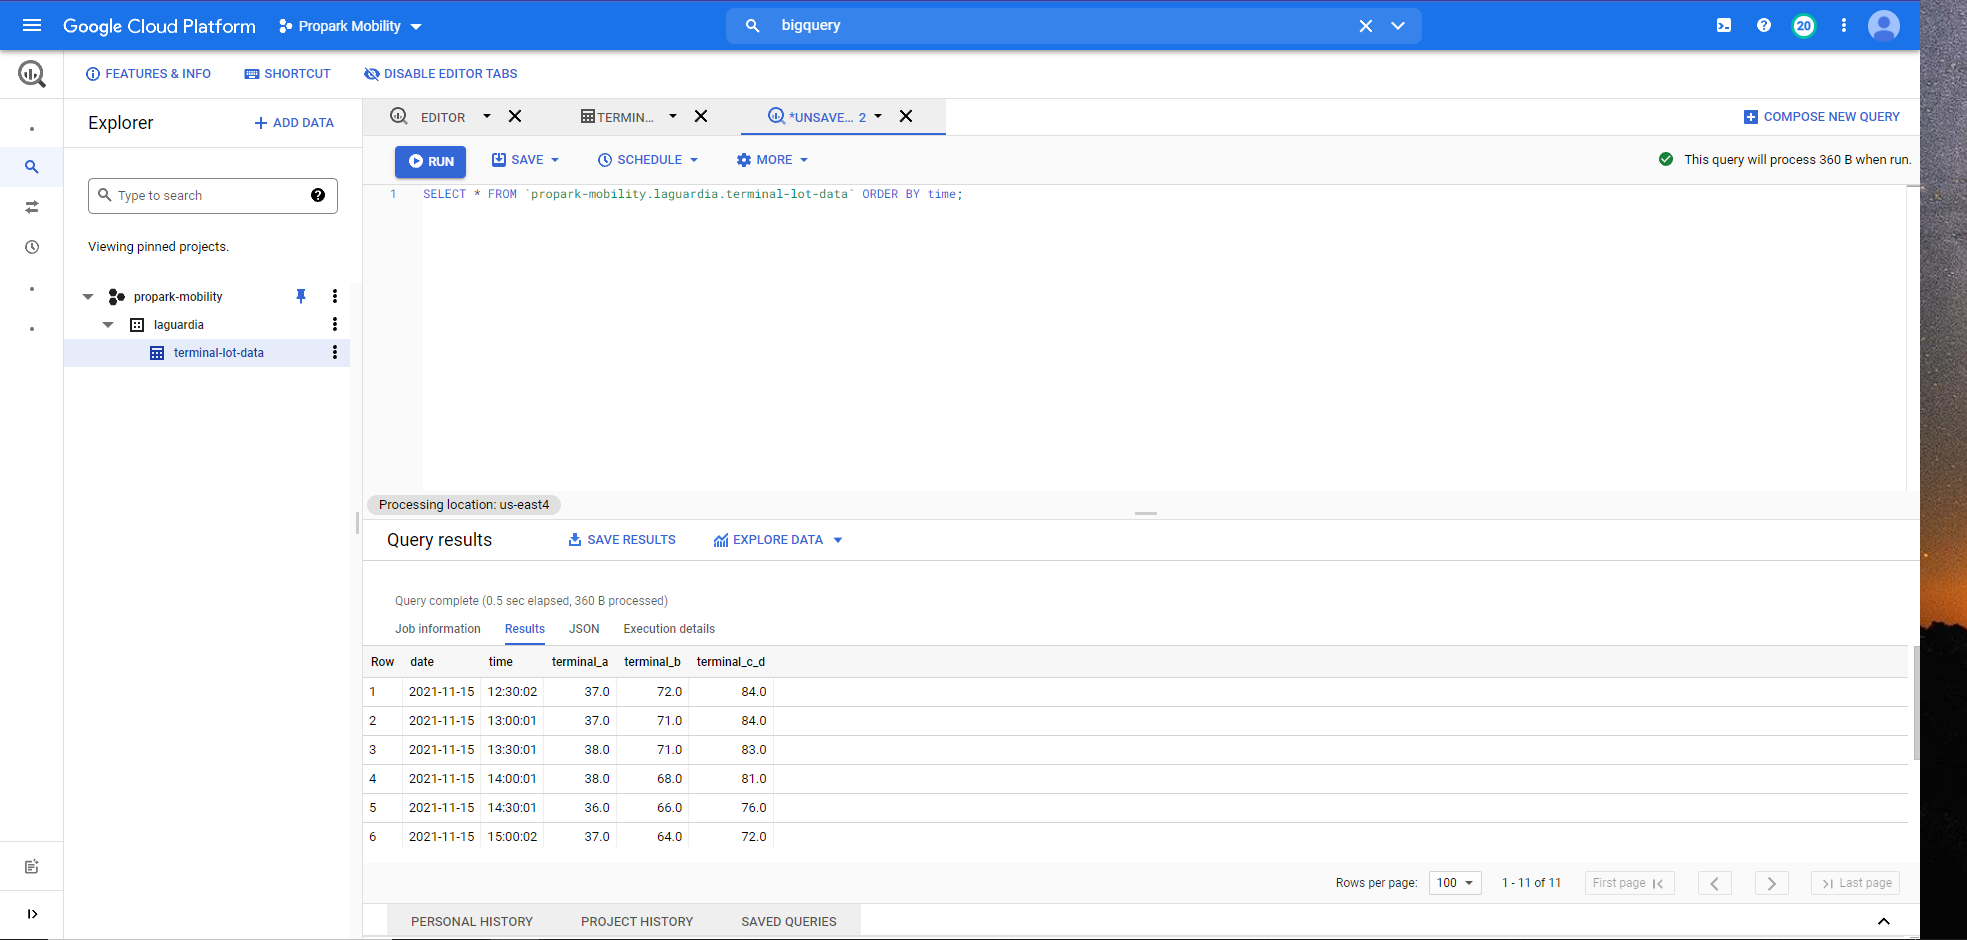 Google Cloud Platform
Propark Mobility
bigquery
20
FEATURES & INFO
SHORTCUT
DISABLE EDITOR TABS
Explorer
ADD DATA
EDITOR
TERMIN...
*UNSAVE... 2
COMPOSE NEW QUERY
RUN
SAVE
SCHEDULE
MORE
This query will process 360 B when run.
Type to search
1 SELECT * FROM `propark-mobility.laguardia.terminal-lot-data` ORDER BY time;
Viewing pinned projects.
propark-mobility
laguardia
terminal-lot-data
Processing location: us-east4
Query results
SAVE RESULTS
EXPLORE DATA
Query complete (0.5 sec elapsed, 360 B processed)
Job information Results JSON Execution details
Row date time terminal_a terminal_b terminal_c_d
1 2021-11-15 12:30:02 37.0 72.0 84.0
2 2021-11-15 13:00:01 37.0 71.0 84.0
3 2021-11-15 13:30:01 38.0 71.0 83.0
4 2021-11-15 14:00:01 38.0 68.0 81.0
5 2021-11-15 14:30:01 36.0 66.0 76.0
6 2021-11-15 15:00:02 37.0 64.0 72.0
Rows per page: 100 1 - 11 of 11 First page Last page
PERSONAL HISTORY PROJECT HISTORY SAVED QUERIES